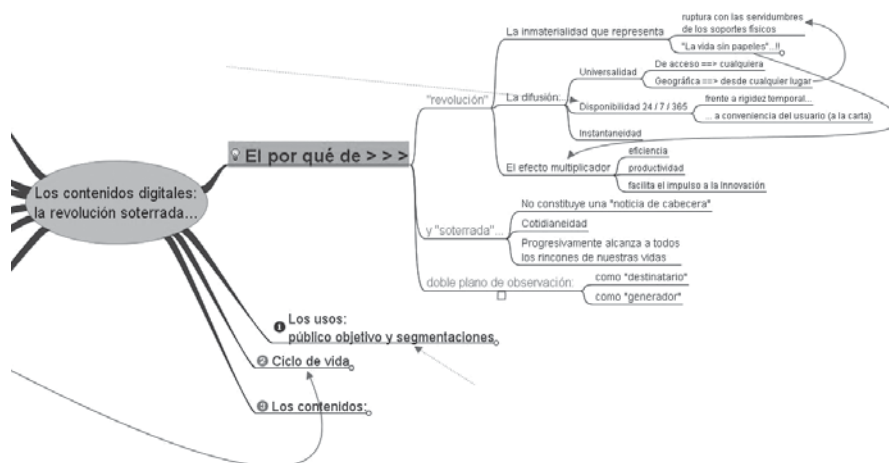 Los contenidos digitales:
la revolución soterrada...
El por qué de > > >
"revolución"
La inmaterialidad que representa
ruptura con las servidumbres
de los soportes físicos
"La vida sin papeles"...!!
La difusión:...
Universalidad
De acceso ==> cualquiera
Geográfica ==> desde cualquier lugar
Disponibilidad 24 / 7 / 365
frente a rigidez temporal...
... a conveniencia del usuario (a la carta)
Instantaneidad
El efecto multiplicador
eficiencia
productividad
facilita el impulso a la Innovación
y "soterrada"...
No constituye una "noticia de cabecera"
Cotidianeidad
Progresivamente alcanza a todos
los rincones de nuestras vidas
doble plano de observación:
como "destinatario"
como "generador"
1 Los usos:
público objetivo y segmentaciones
2 Ciclo de vida
3 Los contenidos: